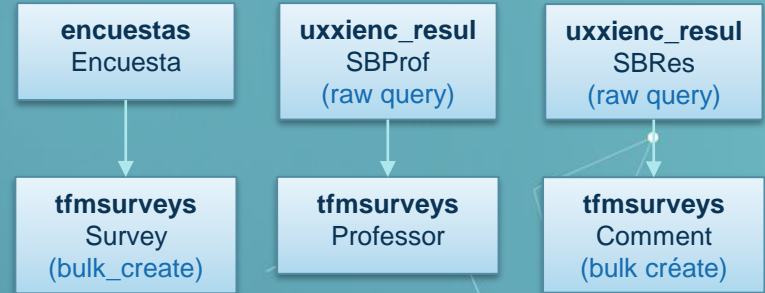 encuestas
Encuesta
uxxienc_resul
SBProf
(raw query)
uxxienc_resul
SBRes
(raw query)
tfmsurveys
Survey
(bulk_create)
tfmsurveys
Professor
tfmsurveys
Comment
(bulk créate)